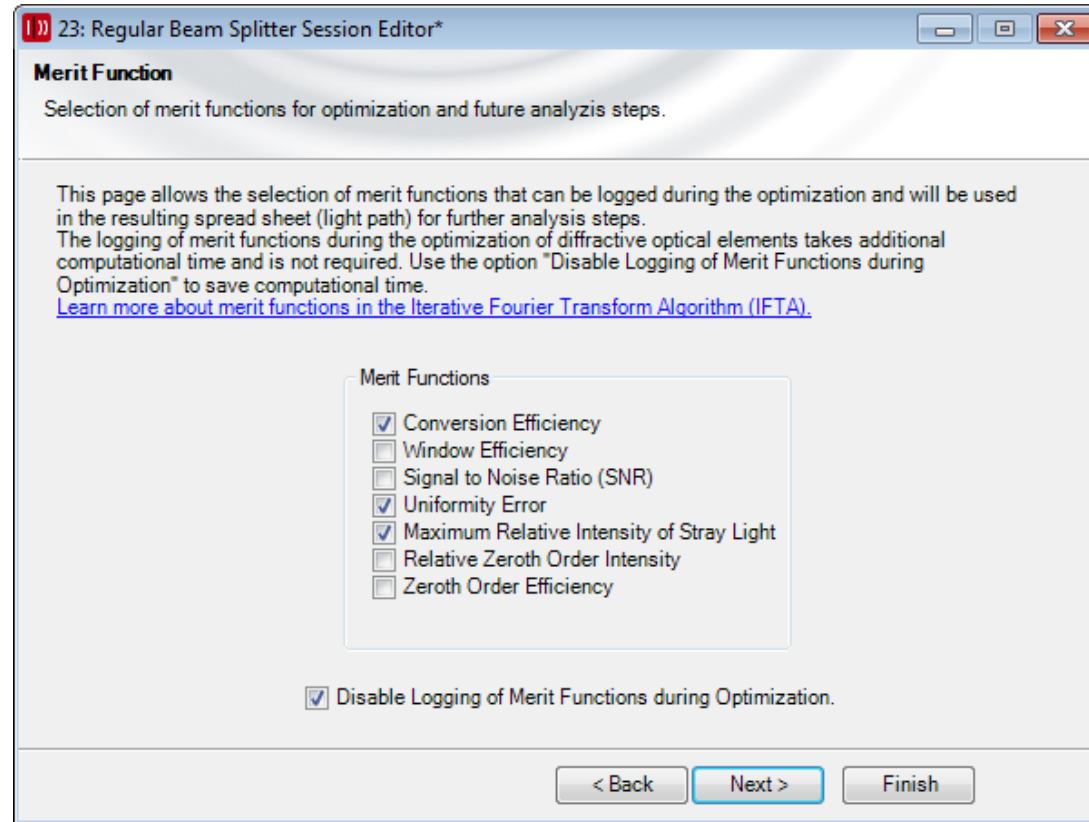 23: Regular Beam Splitter Session Editor*
Merit Function
Selection of merit functions for optimization and future analyzis steps.
This page allows the selection of merit functions that can be logged during the optimization and will be used
in the resulting spread sheet (light path) for further analysis steps.
The logging of merit functions during the optimization of diffractive optical elements takes additional
computational time and is not required. Use the option "Disable Logging of Merit Functions during
Optimization" to save computational time.
Learn more about merit functions in the Iterative Fourier Transform Algorithm (IFTA).
Merit Functions
Conversion Efficiency
Window Efficiency
Signal to Noise Ratio (SNR)
Uniformity Error
Maximum Relative Intensity of Stray Light
Relative Zeroth Order Intensity
Zeroth Order Efficiency
Disable Logging of Merit Functions during Optimization.
< Back
Next >
Finish